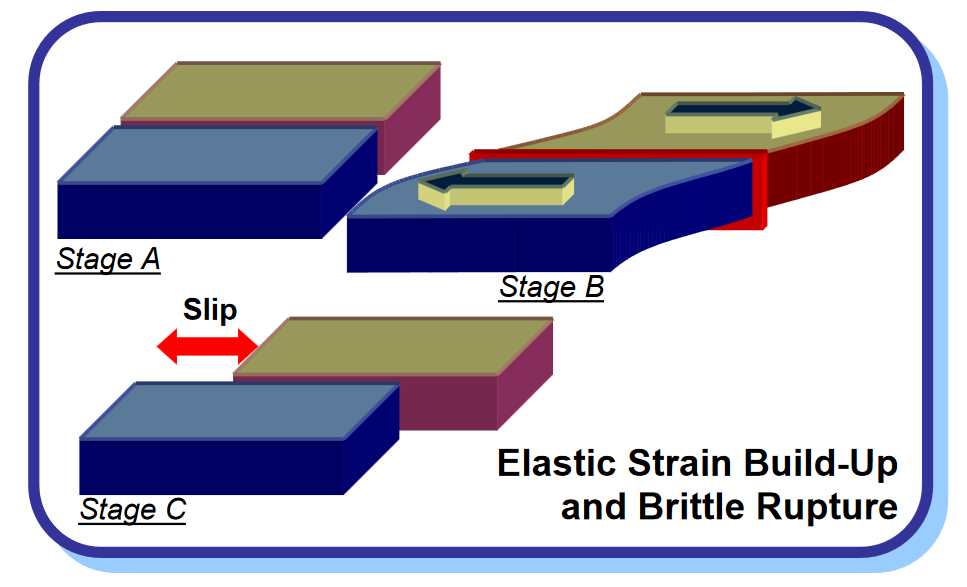 Stage A
Stage B
Slip
Stage C
Elastic Strain Build-Up
and Brittle Rupture